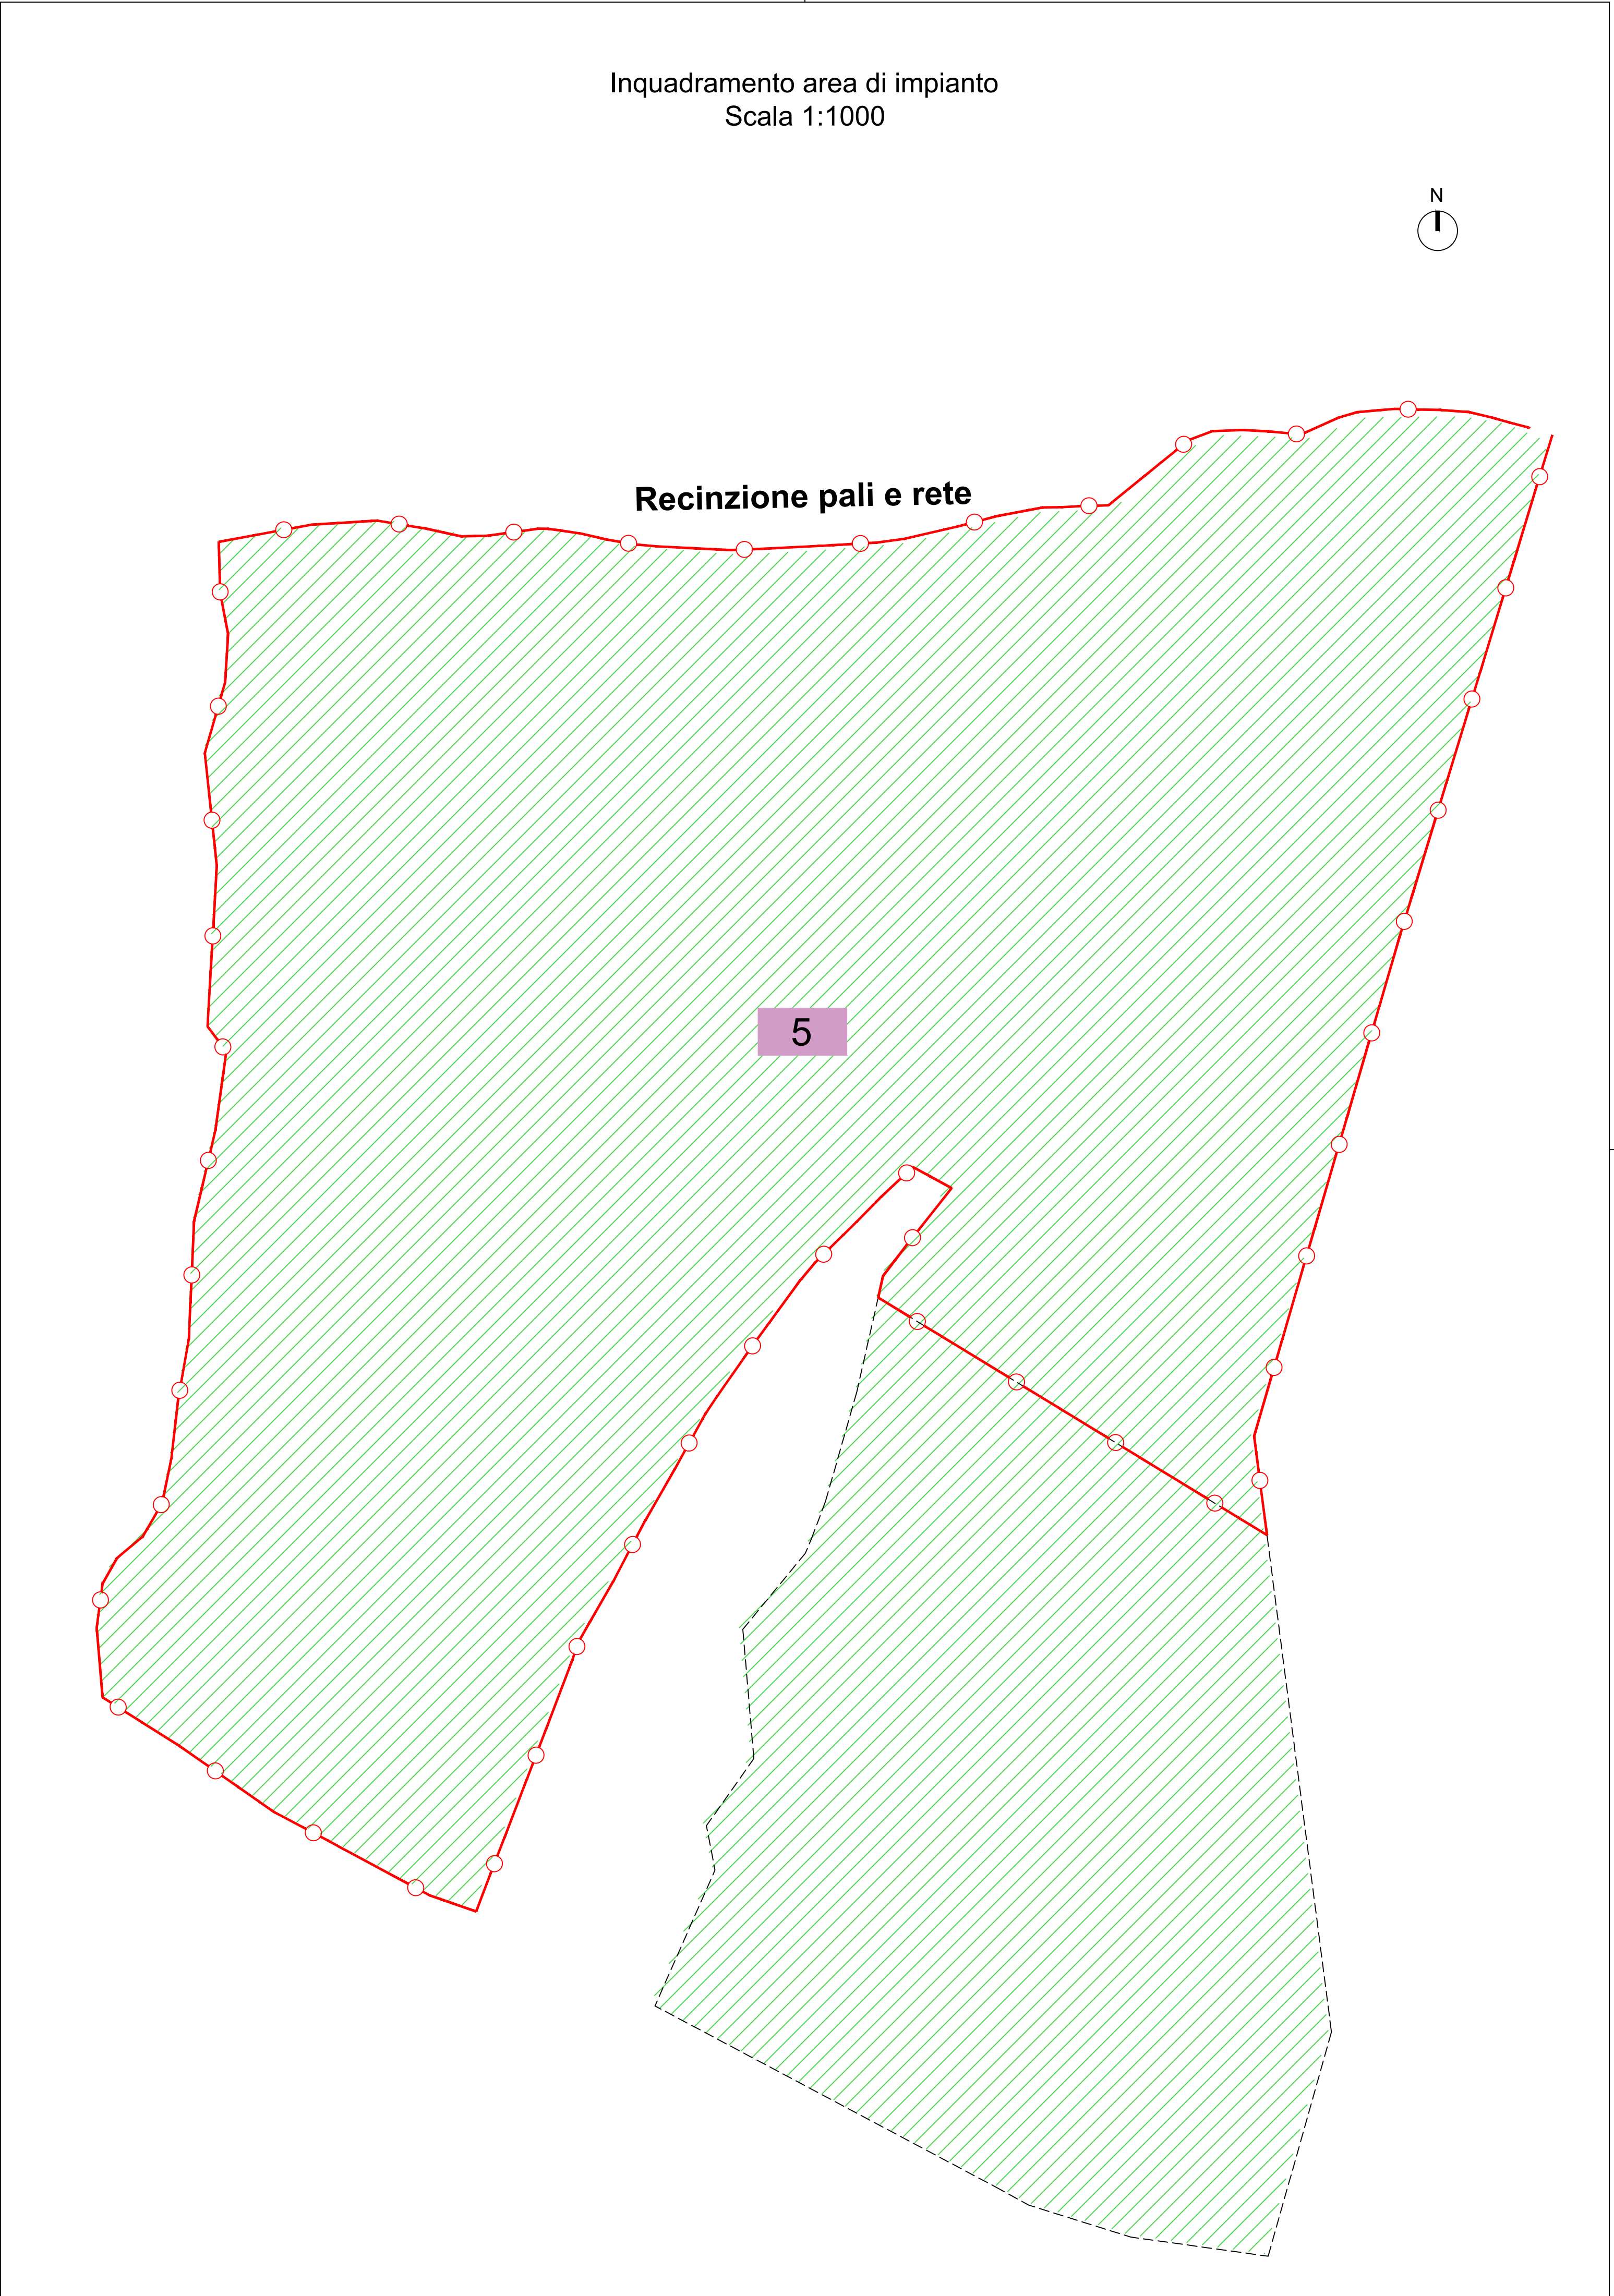 Inquadramento area di impianto
Scala 1:1000
N
Recinzione pali e rete
5